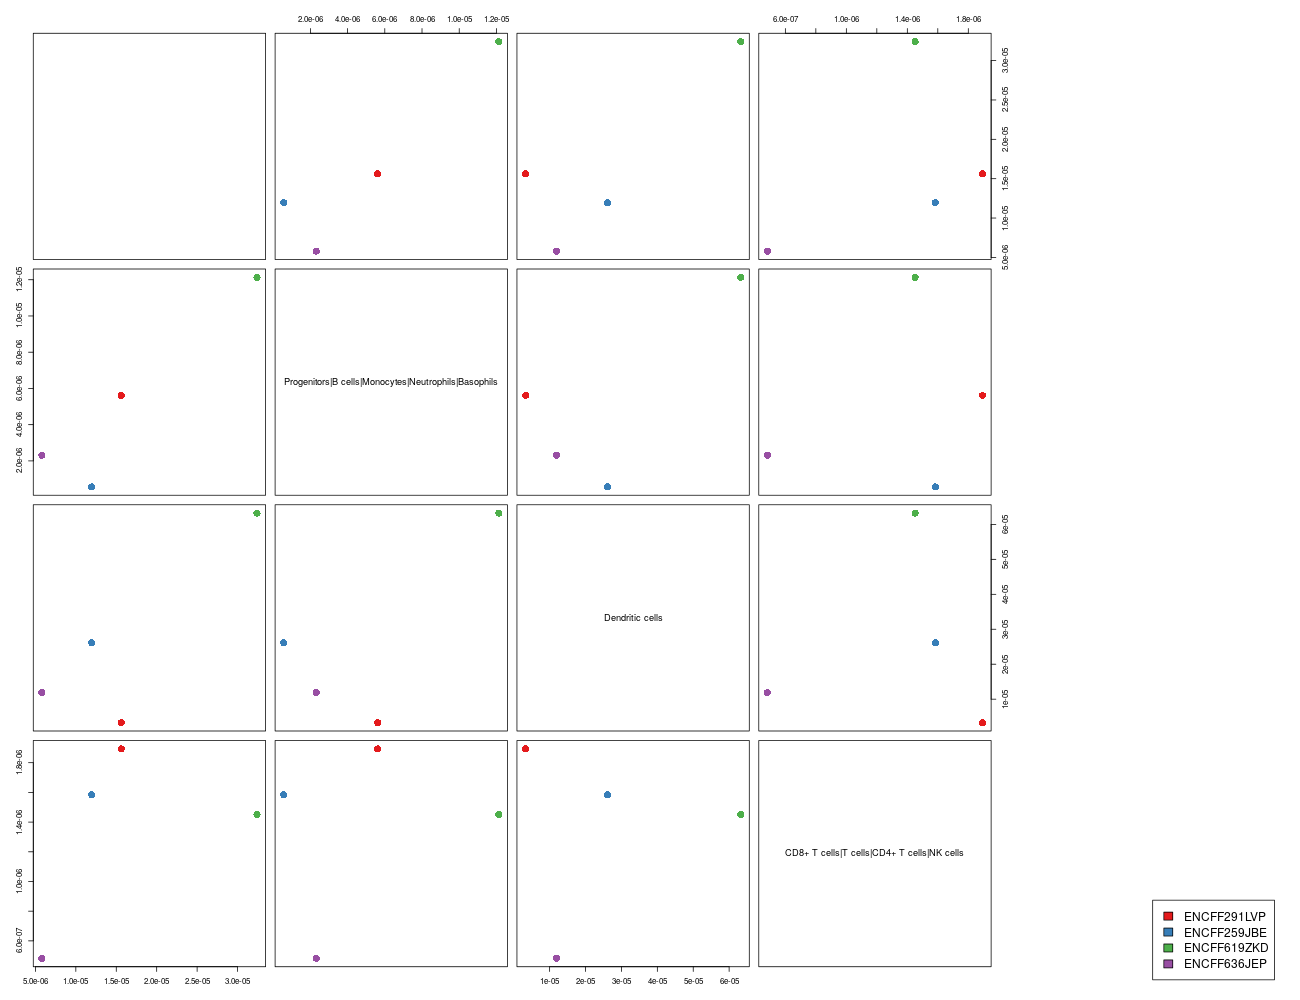 2.0e-06 4.0e-06 6.0e-06 8.0e-06 1.0e-05 1.2e-05
6.0e-07 1.0e-06 1.4e-06 1.8e-06
5.0e-06 1.0e-05 1.5e-05 2.0e-05 2.5e-05 3.0e-05
2.0e-06 4.0e-06 6.0e-06 8.0e-06 1.0e-05 1.2e-05
Progenitors|B cells|Monocytes|Neutrophils|Basophils
Dendritic cells
1e-05 2e-05 3e-05 4e-05 5e-05 6e-05
6.0e-07 1.0e-06 1.4e-06 1.8e-06
CD8+ T cells|T cells|CD4+ T cells|NK cells
5.0e-06 1.0e-05 1.5e-05 2.0e-05 2.5e-05 3.0e-05
1e-05 2e-05 3e-05 4e-05 5e-05 6e-05
ENCFF291LVP
ENCFF259JBE
ENCFF619ZKD
ENCFF636JEP